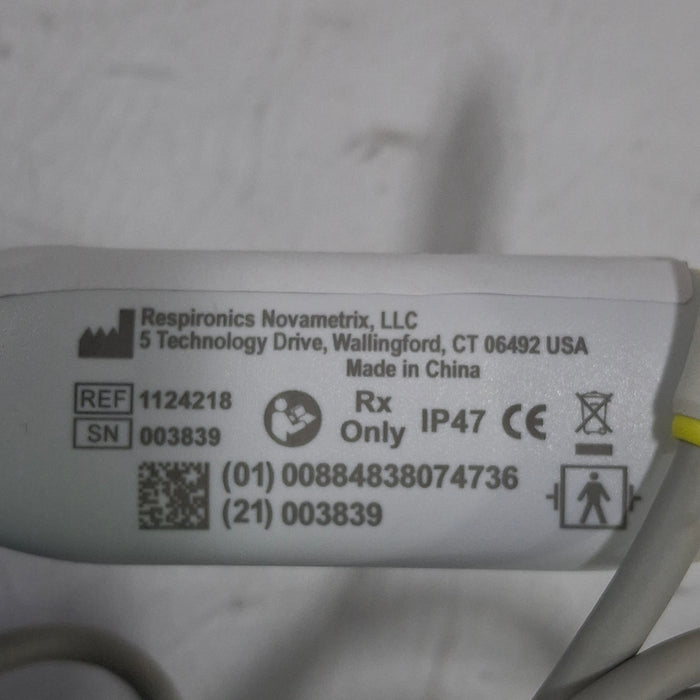 Respironics Novametrix, LLC
5 Technology Drive, Wallingford, CT 06492 USA
Made in China
REF 1124218
SN 003839
Rx
Only
IP47 CE
(01) 00884838074736
(21) 003839